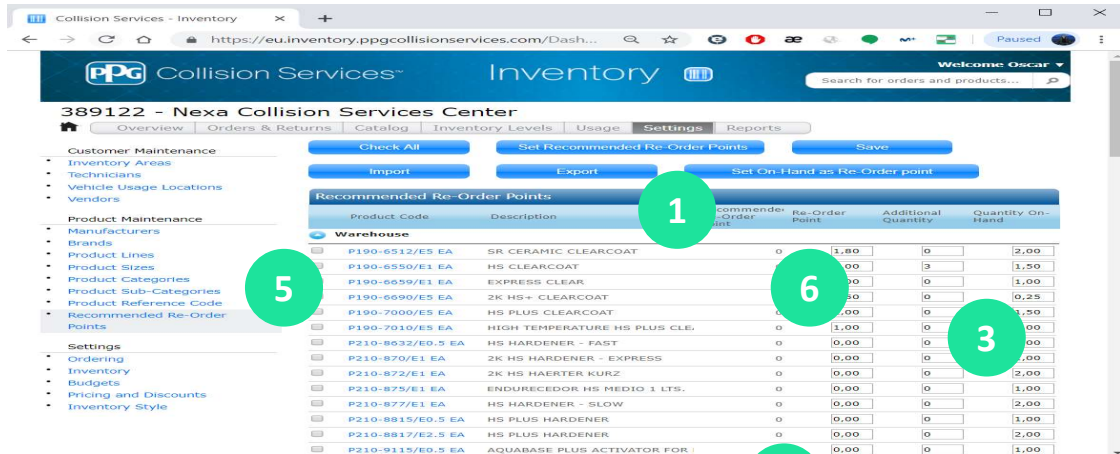 Collision Services - Inventory
https://eu.inventory.ppgcollisionservices.com/Dash...
Paused
PPG Collision Services Inventory
Welcome Oscar
Search for orders and products...
389122 - Nexa Collision Services Center
Overview Orders & Returns Catalog Inventory Levels Usage Settings Reports
Customer Maintenance
Inventory Areas
Technicians
Vehicle Usage Locations
Vendors
Product Maintenance
Manufacturers
Brands
Product Lines
Product Sizes
Product Categories
Product Sub-Categories
Product Reference Code
Recommended Re-Order
Points
Settings
Ordering
Inventory
Budgets
Pricing and Discounts
Inventory Style
Check All Set Recommended Re-Order Points Save
Import Export Set On-Hand as Re-Order point
Recommended Re-Order Points
Product Code Description Re-Order Point Additional Quantity Quantity On-Hand
Warehouse
P190-6512/E5 EA SR CERAMIC CLEARCOAT 0 1,80 0 2,00
P190-6550/E1 EA HS CLEARCOAT 3 1,50
P190-6659/E1 EA EXPRESS CLEAR 0 1,00
P190-6690/E5 EA 2K HS+ CLEARCOAT 0 0,25
P190-7000/E5 EA HS PLUS CLEARCOAT 0
P190-7010/E5 EA HIGH TEMPERATURE HS PLUS CLE, 0 1,00 0
P210-8632/E0.5 EA HS HARDENER - FAST 0 0,00 0
P210-870/E1 EA 2K HS HARDENER - EXPRESS 0 0,00 0
P210-872/E1 EA 2K HS HAERTER KURZ 0 0,00 0 2,00
P210-875/E1 EA ENDURECEDOR HS MEDIO 1 LTS. 0 0,00 0 1,00
P210-877/E1 EA HS HARDENER - SLOW 0 0,00 0 2,00
P210-8815/E0.5 EA HS PLUS HARDENER 0 0,00 0 1,00
P210-8817/E2.5 EA HS PLUS HARDENER 0 0,00 0 2,00
P210-9115/E0.5 EA AQUABASE PLUS ACTIVATOR FOR 0,00 0 1,00
1
5
6
3